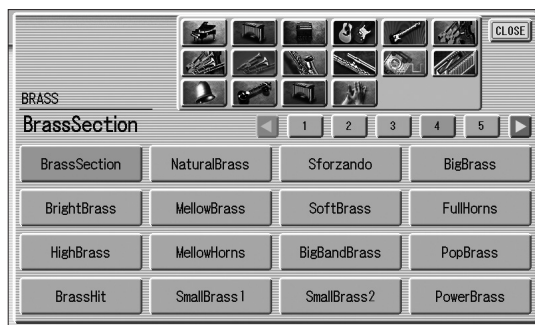 CLOSE
BRASS
BrassSection
1 2 3 4 5
BrassSection NaturalBrass Sforzando BigBrass
BrightBrass MellowBrass SoftBrass FullHorns
HighBrass MellowHorns BigBandBrass PopBrass
BrassHit SmallBrass1 SmallBrass2 PowerBrass